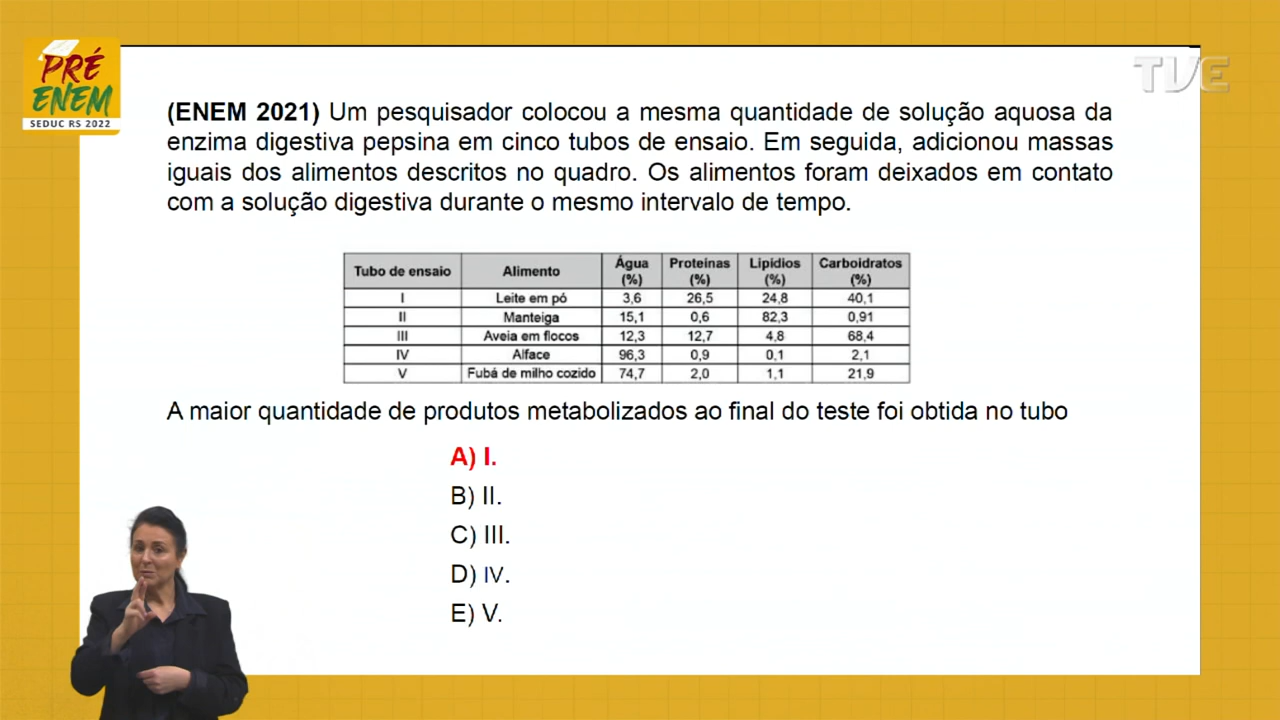 PRÉ
ENEM
SEDUC RS 2022
TVE
(ENEM 2021) Um pesquisador colocou a mesma quantidade de solução aquosa da
enzima digestiva pepsina em cinco tubos de ensaio. Em seguida, adicionou massas
iguais dos alimentos descritos no quadro. Os alimentos foram deixados em contato
com a solução digestiva durante o mesmo intervalo de tempo.
Tubo de ensaio Alimento Água (%) Proteínas (%) Lipídios (%) Carboidratos (%)
I Leite em pó 3,6 26,5 24,8 40,1
II Manteiga 15,1 0,6 82,3 0,91
III Aveia em flocos 12,3 12,7 4,8 68,4
IV Alface 96,3 0,9 0,1 2,1
V Fubá de milho cozido 74,7 2,0 1,1 21,9
A maior quantidade de produtos metabolizados ao final do teste foi obtida no tubo
A) I.
B) II.
C) III.
D) IV.
E) V.